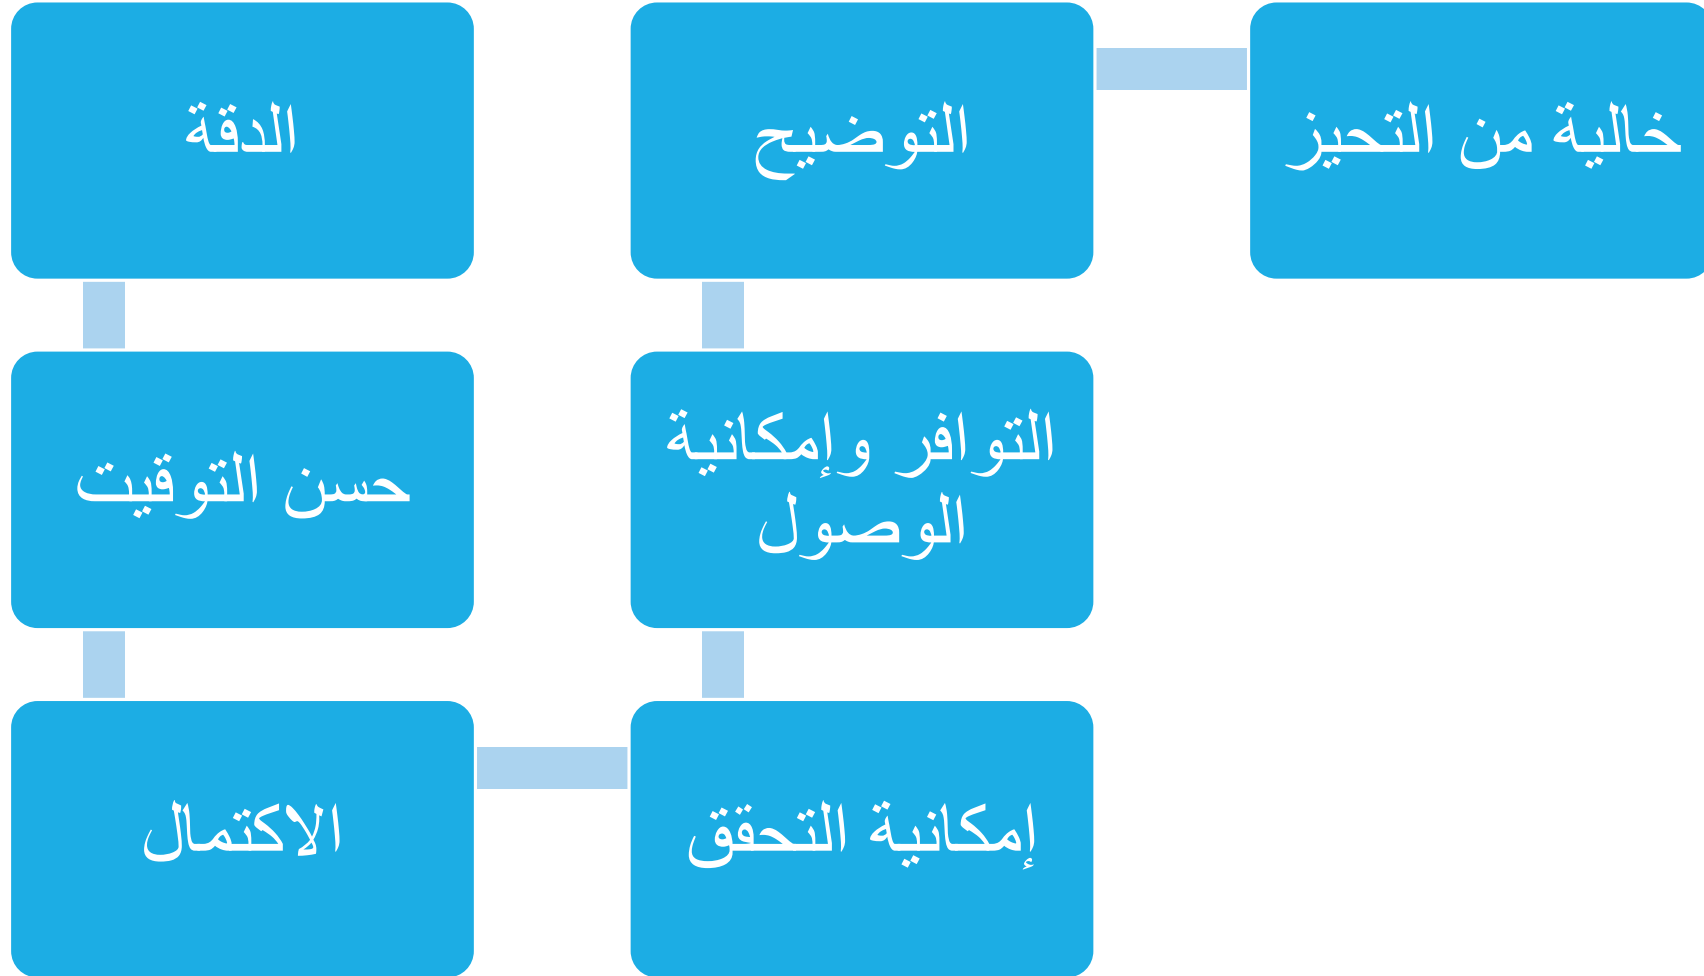 الدقة
حسن التوقيت
الاكتمال
إمكانية التحقق
التوافر وإمكانية
الوصول
التوضيح
خالية من التحيز